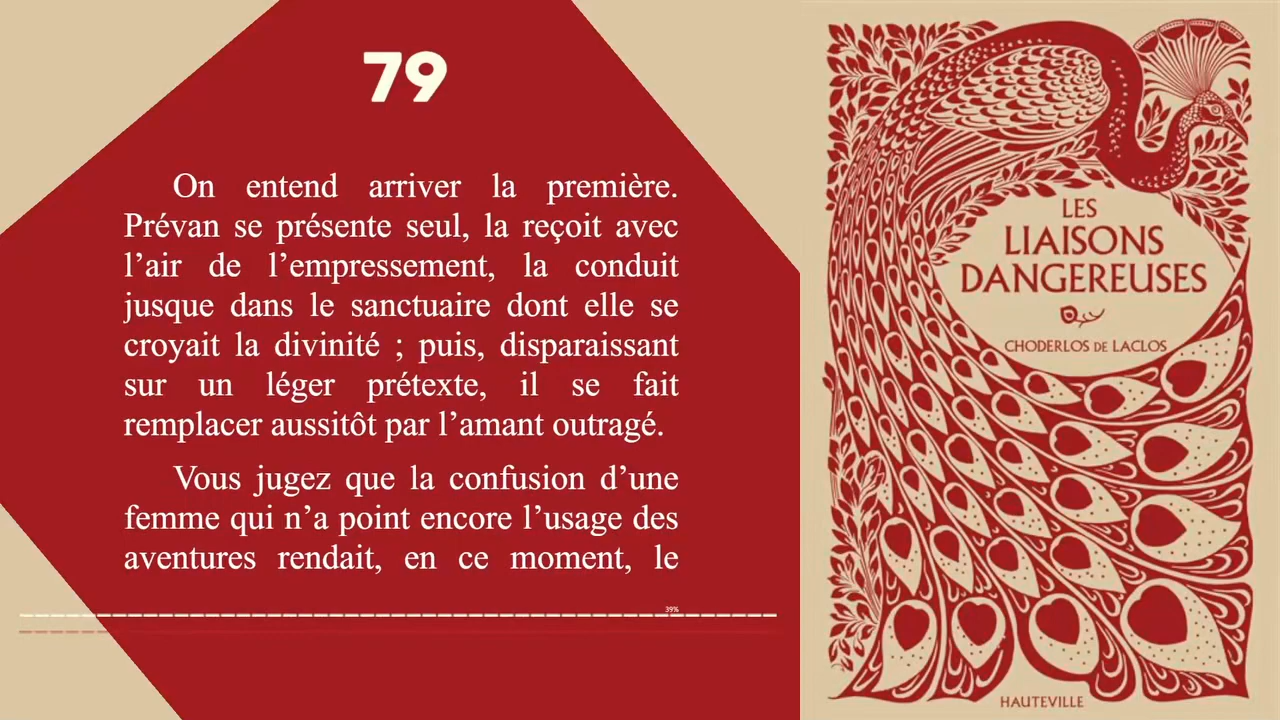 79
On entend arriver la première.
Prévan se présente seul, la reçoit avec
l’air de l’empressement, la conduit
jusque dans le sanctuaire dont elle se
croyait la divinité ; puis, disparaissant
sur un léger prétexte, il se fait
remplacer aussitôt par l’amant outragé.
Vous jugez que la confusion d’une
femme qui n’a point encore l’usage des
aventures rendait, en ce moment, le
39%
LES
LIAISONS
DANGEREUSES
CHODERLOS DE LACLOS
HAUTEVILLE